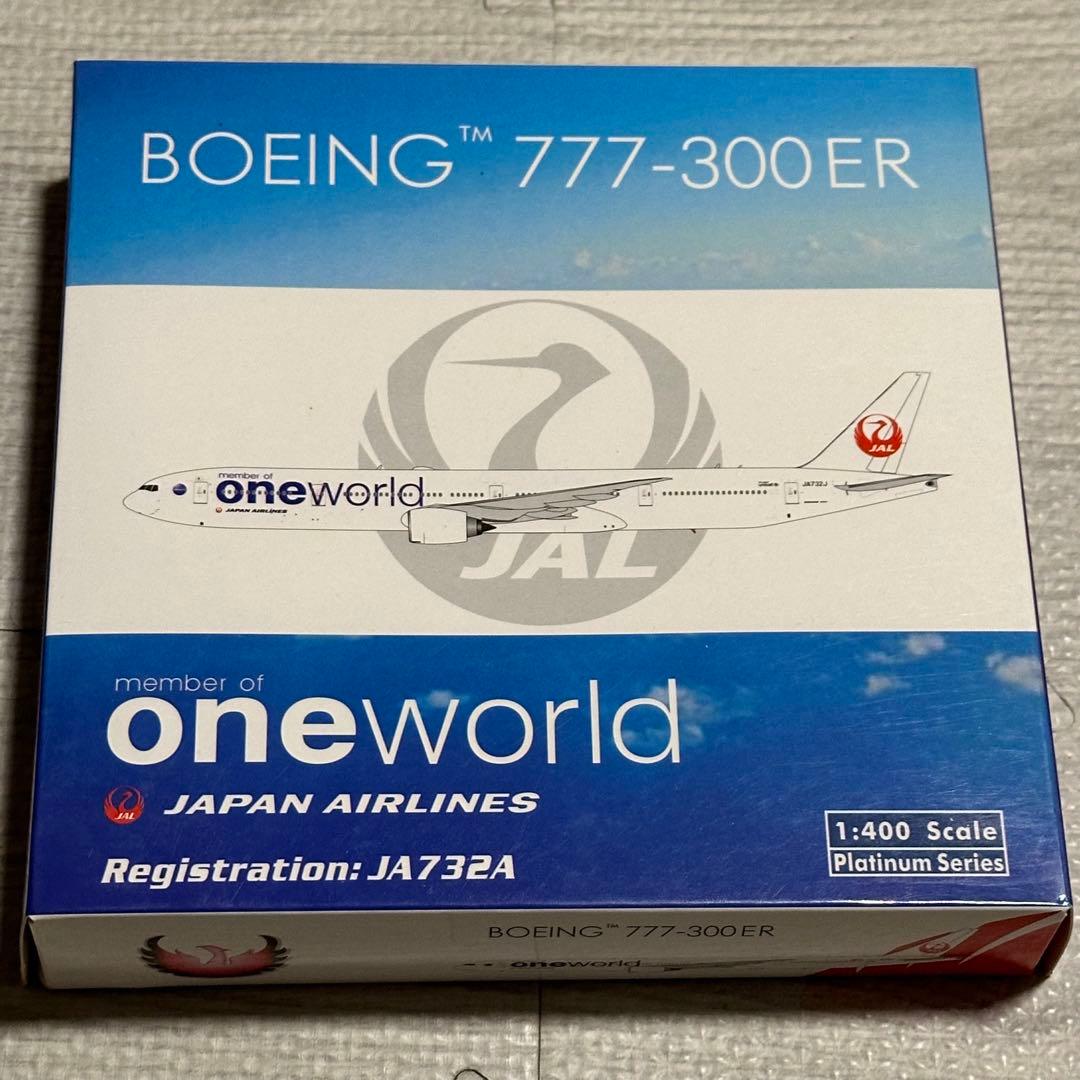 BOEING™ 777-300ER
JAL
member of
oneworld
JAPAN AIRLINES
JA732J
JAL
member of
oneworld
JAL
JAPAN AIRLINES
Registration: JA732A
1:400 Scale
Platinum Series
BOEING™ 777-300ER
oneworld